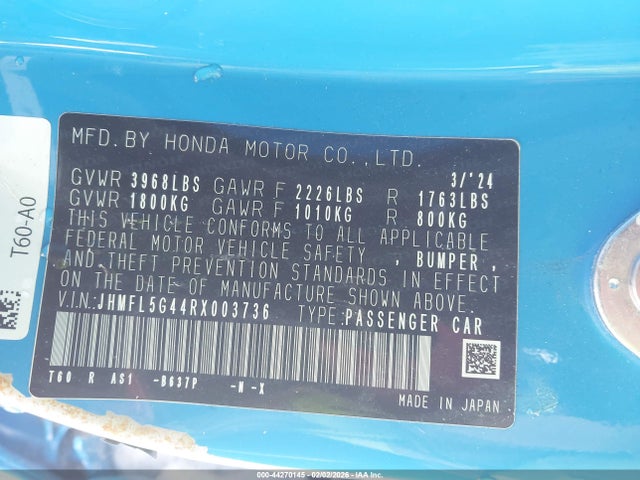 MFD.BY HONDA MOTOR CO.,LTD.
3/'24
GVWR 3968LBS GAWR F 2226LBS R 1763LBS
GVWR 1800KG GAWR F 1010KG R 800KG
THIS VEHICLE CONFORMS TO ALL APPLICABLE
FEDERAL MOTOR VEHICLE SAFETY , BUMPER ,
AND THEFT PREVENTION STANDARDS IN EFFECT
ON THE DATE OF MANUFACTURE SHOWN ABOVE.
V.I.N:JHMFL5G44RX003736 TYPE:PASSENGER CAR
T60 R AS1 -B637P -N-X
MADE IN JAPAN
T60-A0
000-44270145 - 02/02/2026 - IAAI.COM